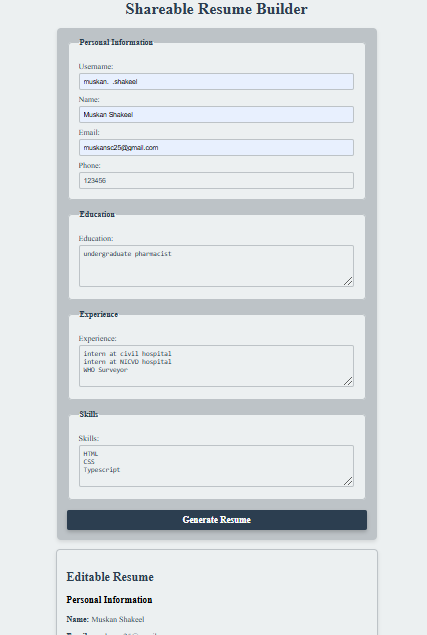 Shareable Resume Builder
Personal Information
Username:
muskan. .shakeel
Name:
Muskan Shakeel
Email:
muskansc25@gmail.com
Phone:
123456
Education
Education:
undergraduate pharmacist
Experience
Experience:
intern at civil hospital
intern at NICVD hospital
WHO Surveyor
Skills
Skills:
HTML
CSS
Typescript
Generate Resume
Editable Resume
Personal Information
Name: Muskan Shakeel